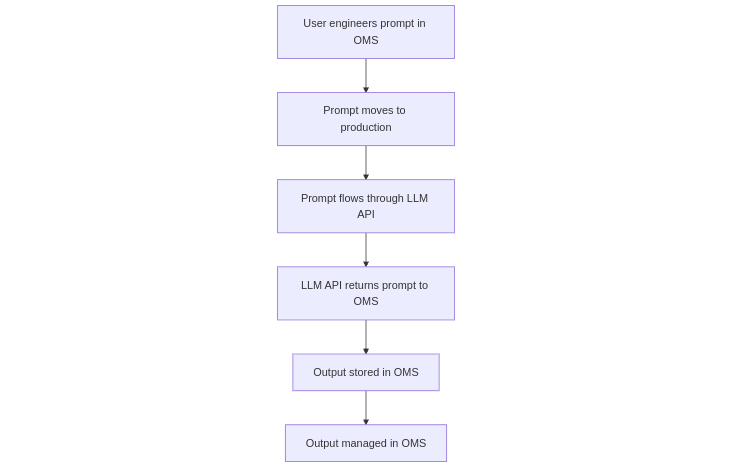 User engineers prompt in
OMS
Prompt moves to
production
Prompt flows through LLM
API
LLM API returns prompt to
OMS
Output stored in OMS
Output managed in OMS